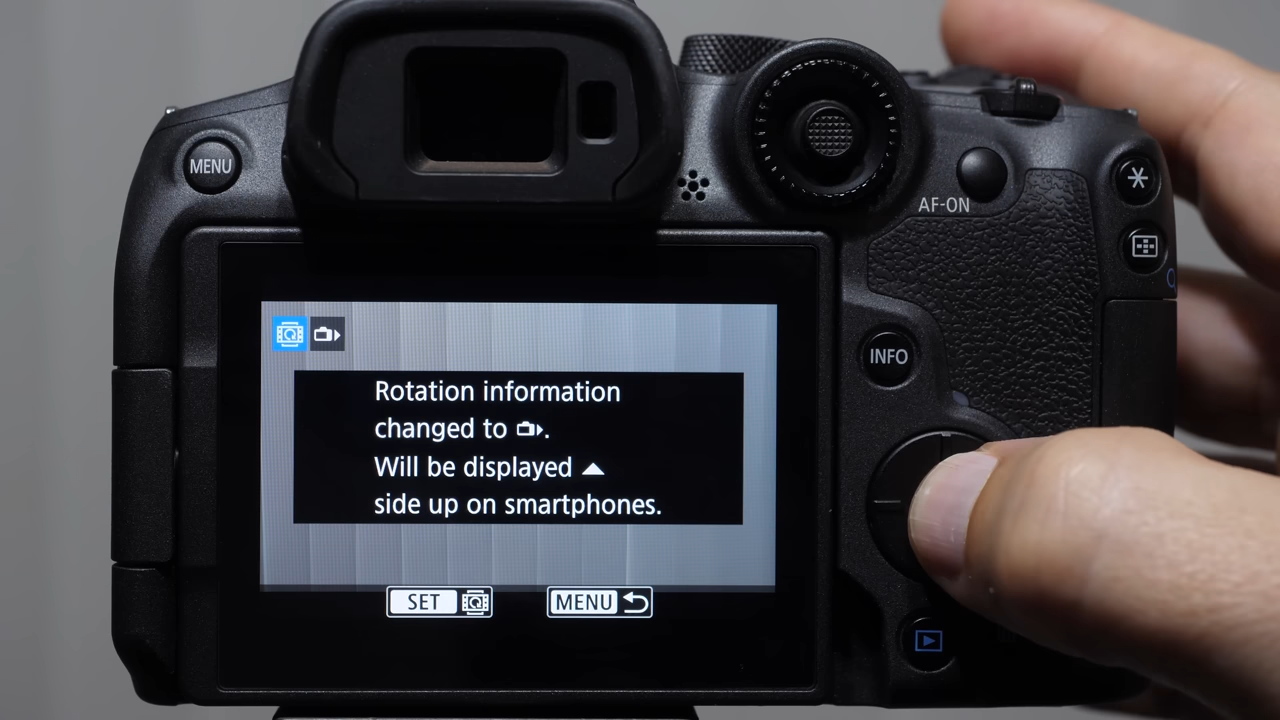 MENU
AF-ON
INFO
Rotation information
changed to .
Will be displayed
side up on smartphones.
SET
MENU